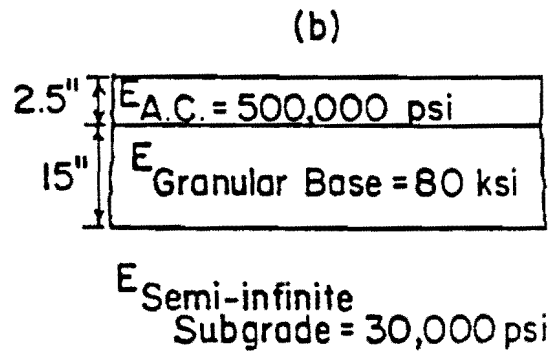 (b)
2.5" E A.C. = 500,000 psi
15" E Granular Base = 80 ksi
E Semi-infinite
Subgrade = 30,000 psi